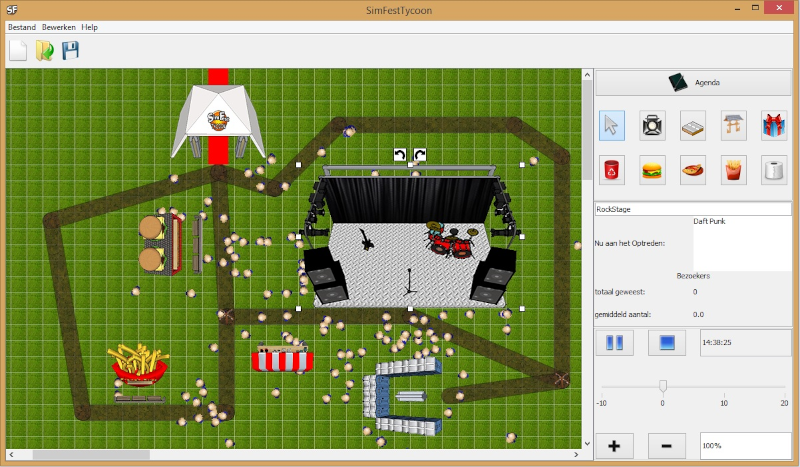 SF
SimFestTycoon
Bestand Bewerken Help
Agenda
RockStage
Daft Punk
Nu aan het Optreden:
Bezoekers
totaal geweest: 0
gemiddeld aantal: 0.0
14:38:25
-10 0 10 20
100%